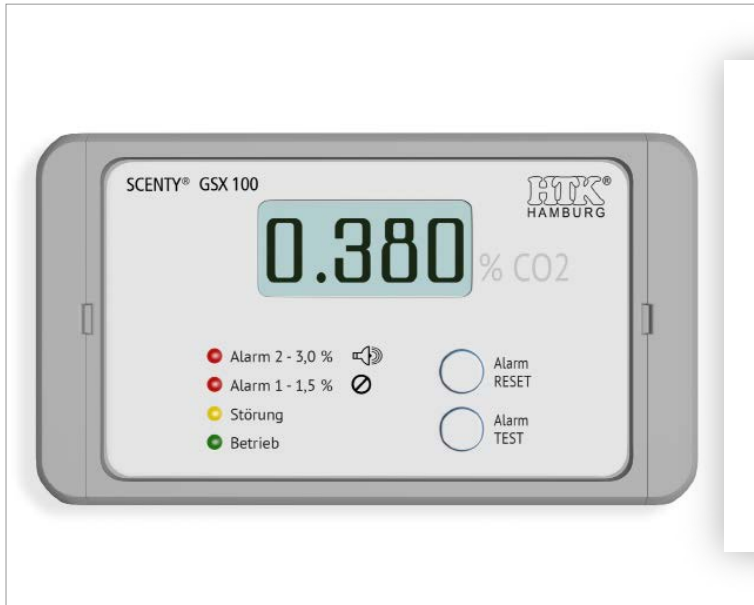 SCENTY® GSX 100
HTK®
HAMBURG
0.380 % CO2
Alarm 2 - 3,0 %
Alarm 1 - 1,5 %
Störung
Betrieb
Alarm
RESET
Alarm
TEST